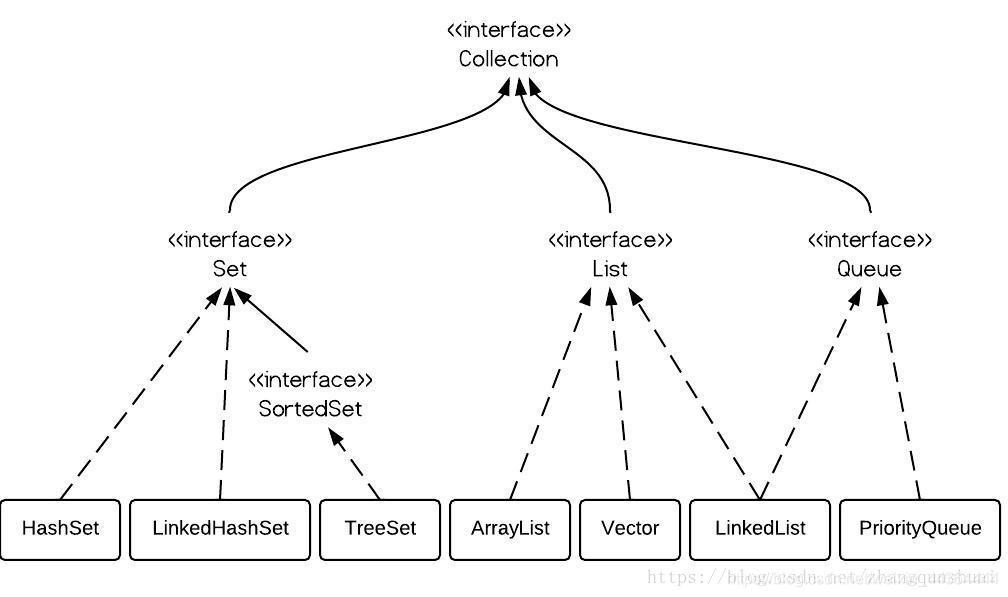 <<interface>>
Collection
<<interface>>
Set
<<interface>>
List
<<interface>>
Queue
<<interface>>
SortedSet
HashSet
LinkedHashSet
TreeSet
ArrayList
Vector
LinkedList
PriorityQueue
https://blog.csdn.net/zhangqunshuai